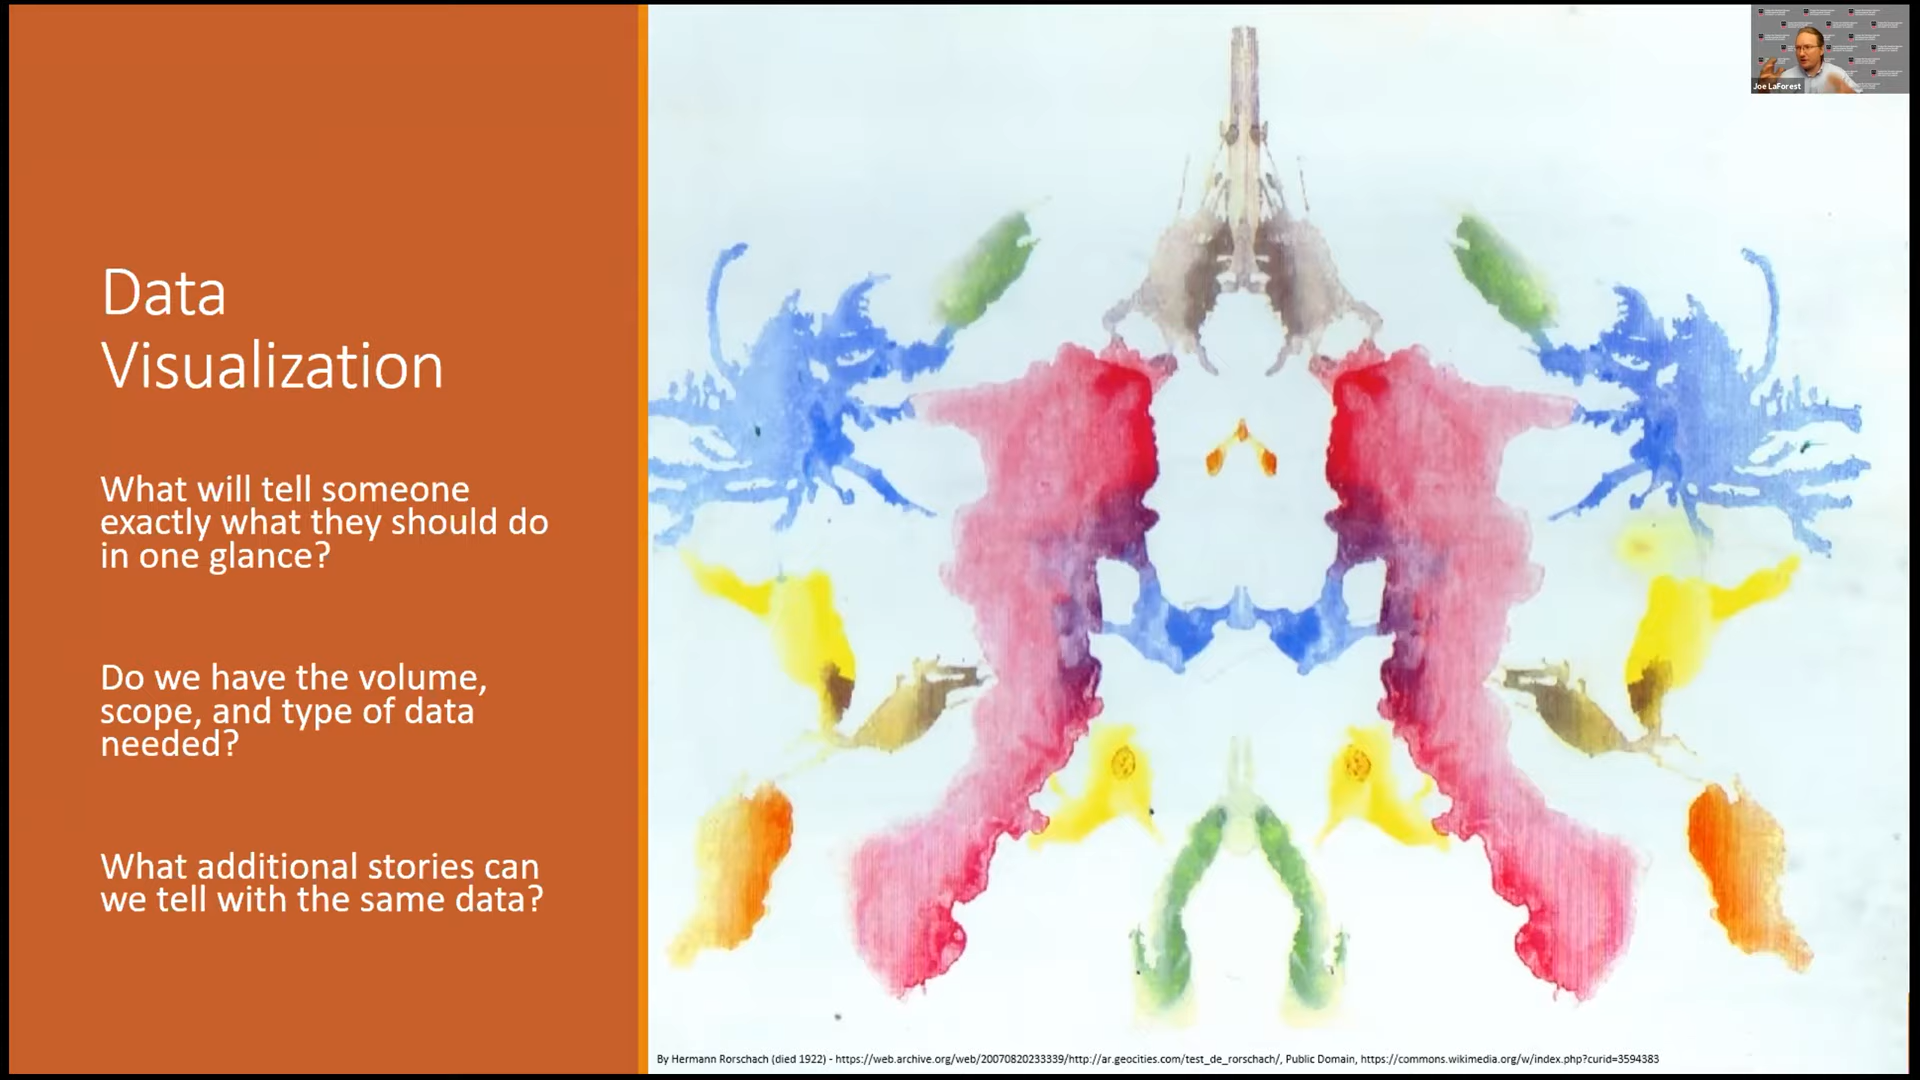 Data
Visualization
What will tell someone
exactly what they should do
in one glance?
Do we have the volume,
scope, and type of data
needed?
What additional stories can
we tell with the same data?
Joe LaForest
By Hermann Rorschach (died 1922) - https://web.archive.org/web/20070820233339/http://ar.geocities.com/test_de_rorschach/, Public Domain, https://commons.wikimedia.org/w/index.php?curid=3594383